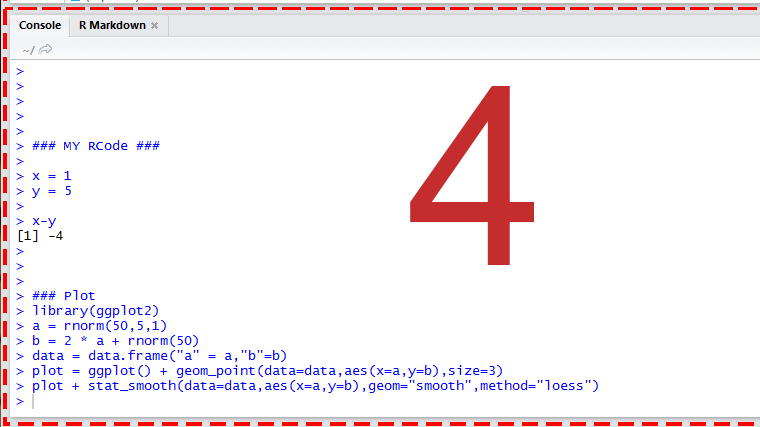 Console R Markdown
~/
>
>
>
>
>
> ### MY RCode ###
>
> x = 1
> y = 5
>
> x-y
[1] -4
>
>
>
> ### Plot
> library(ggplot2)
> a = rnorm(50,5,1)
> b = 2 * a + rnorm(50)
> data = data.frame("a" = a,"b"=b)
> plot = ggplot() + geom_point(data=data,aes(x=a,y=b),size=3)
> plot + stat_smooth(data=data,aes(x=a,y=b),geom="smooth",method="loess")
>
4